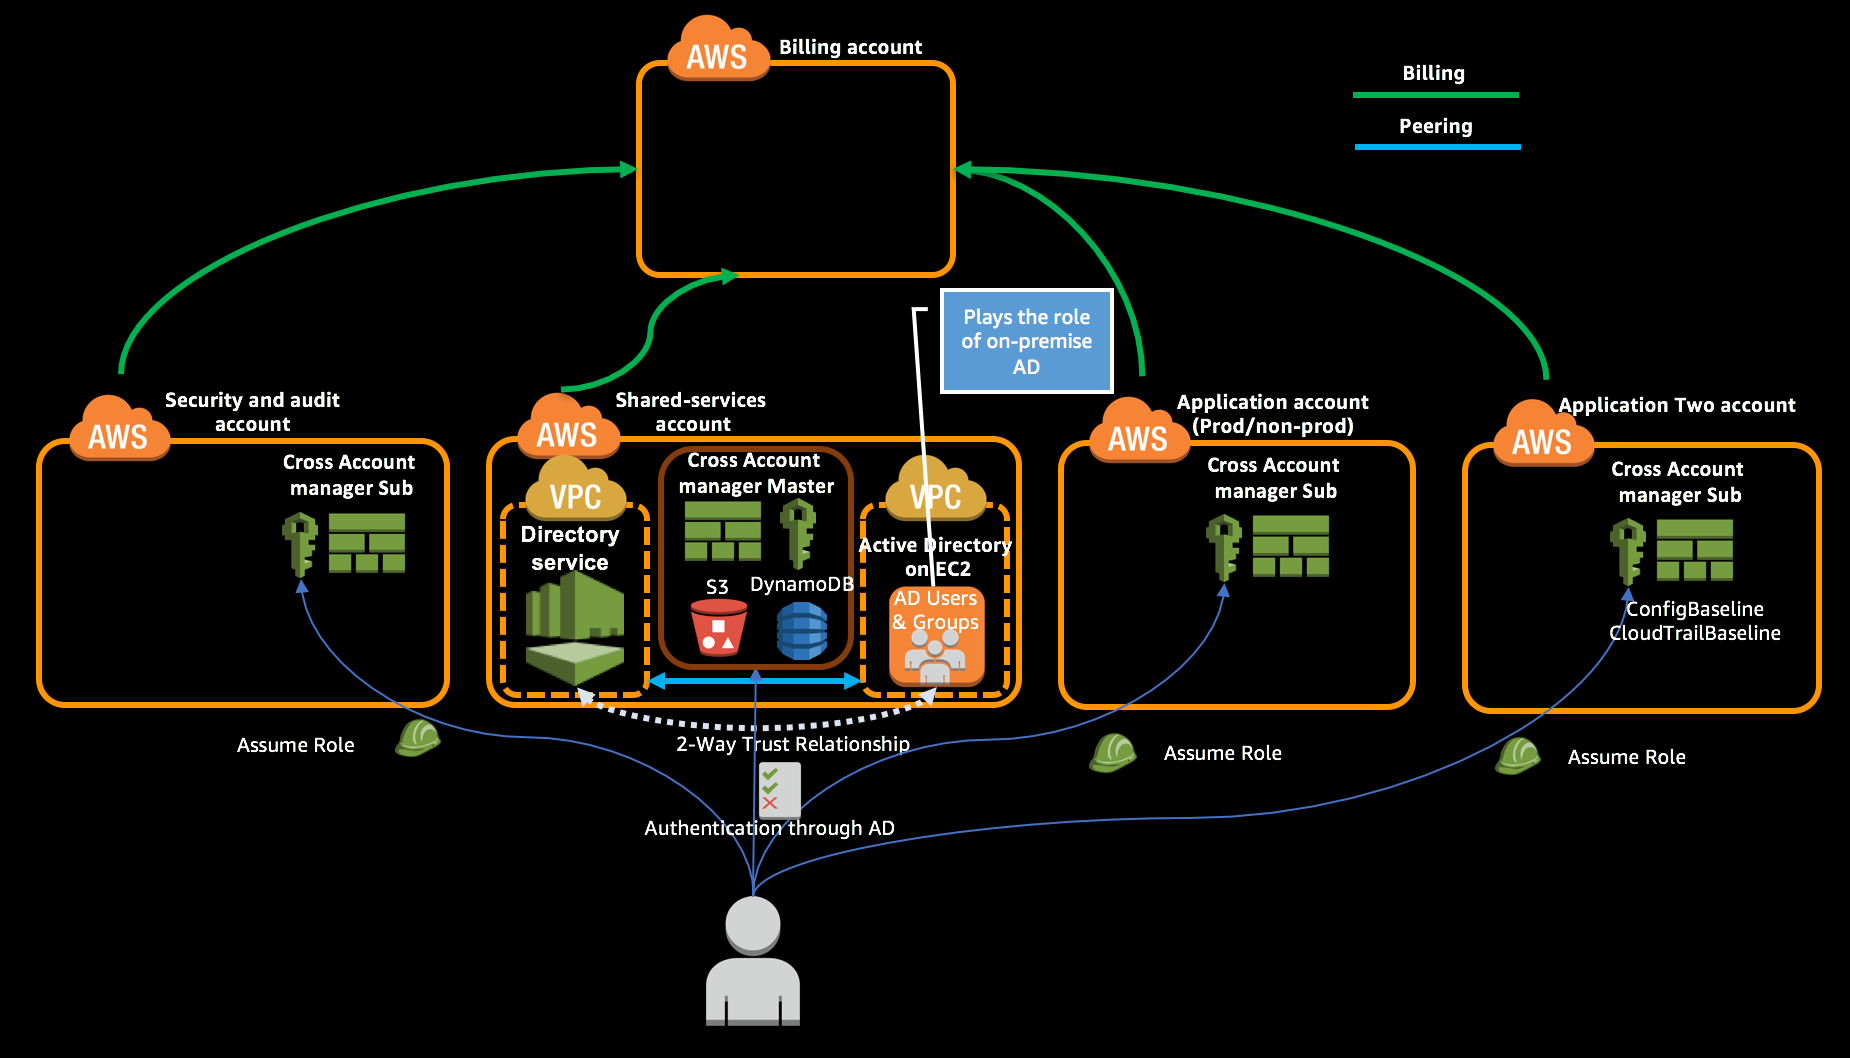 AWS
Billing account
Billing
Peering
Plays the role
of on-premise
AD
AWS
Security and audit
account
Cross Account
manager Sub
AWS
Shared-services
account
VPC
Directory
service
Cross Account
manager Master
S3
DynamoDB
VPC
Active Directory
on EC2
AD Users
& Groups
AWS
Application account
(Prod/non-prod)
Cross Account
manager Sub
AWS
Application Two account
Cross Account
manager Sub
ConfigBaseline
CloudTrailBaseline
Assume Role
2-Way Trust Relationship
Assume Role
Assume Role
Authentication through AD